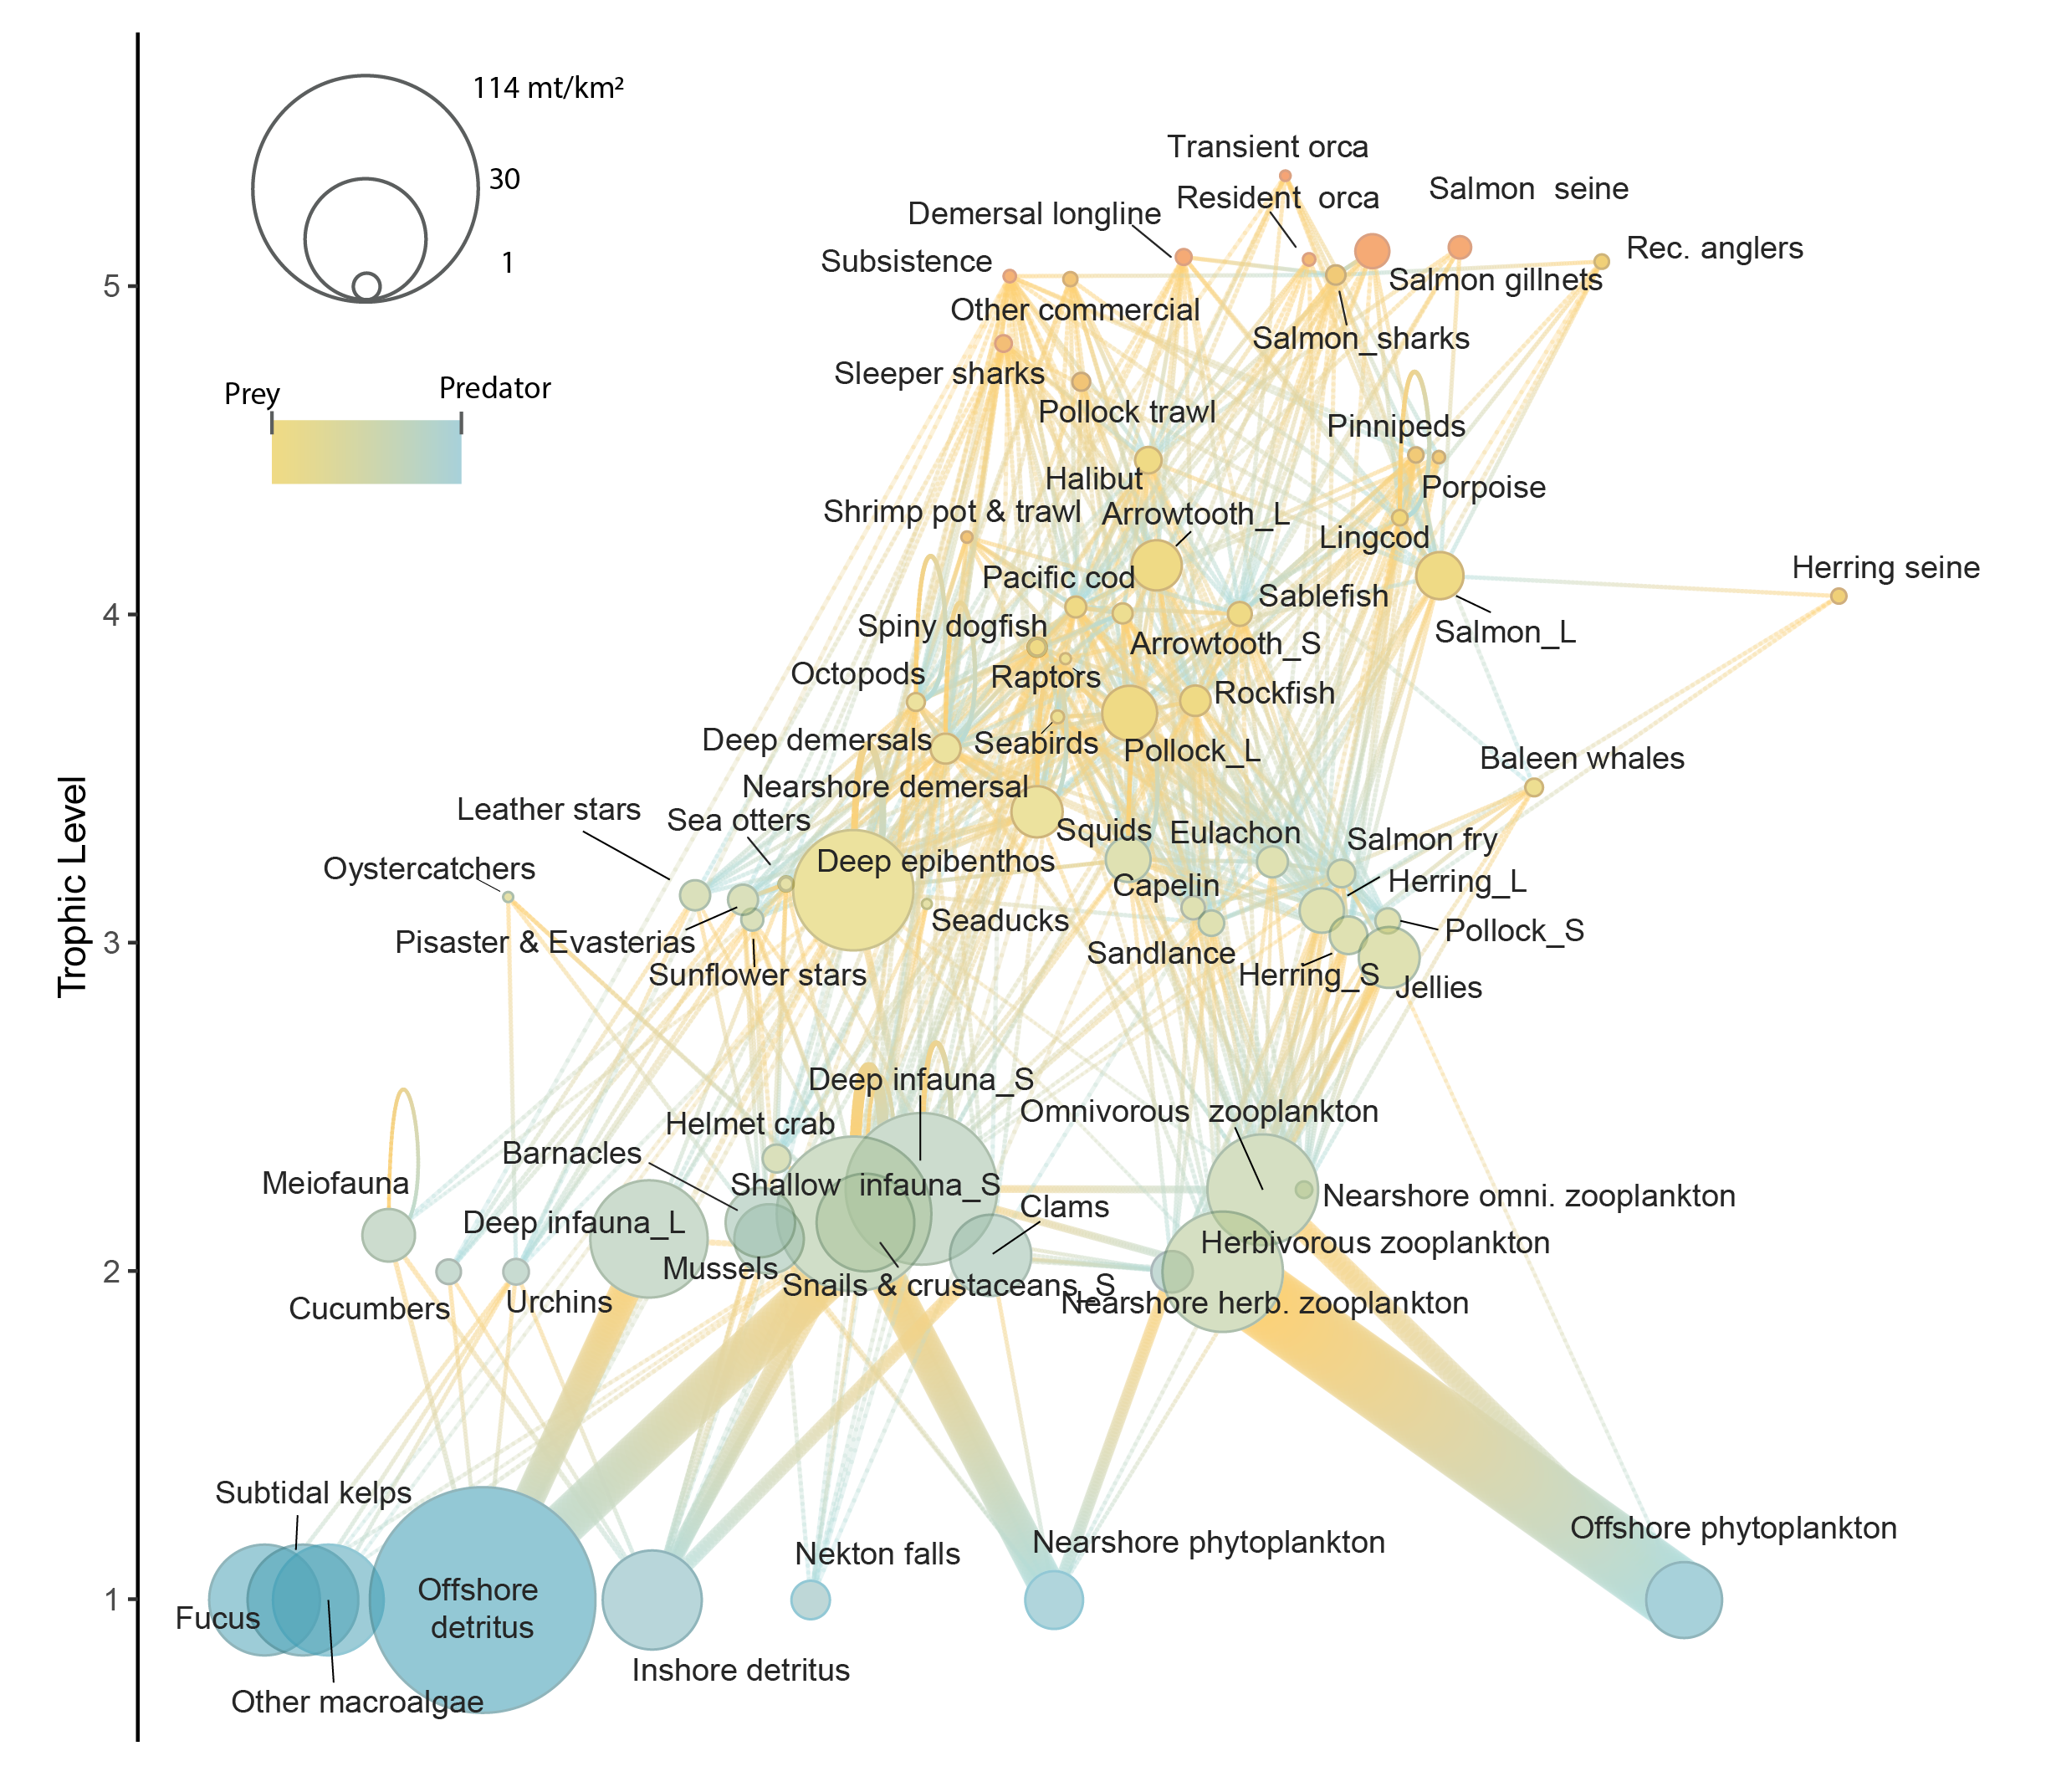 114 mt/km²
30
1
Prey
Predator
Trophic Level
5
4
3
2
1
Transient orca
Resident orca
Salmon seine
Demersal longline
Subsistence
Rec. anglers
Salmon gillnets
Other commercial
Salmon_sharks
Sleeper sharks
Pollock trawl
Pinnipeds
Halibut
Porpoise
Shrimp pot & trawl
Arrowtooth_L
Lingcod
Herring seine
Pacific cod
Sablefish
Spiny dogfish
Arrowtooth_S
Salmon_L
Octopods
Raptors
Rockfish
Deep demersals
Seabirds
Pollock_L
Baleen whales
Nearshore demersal
Leather stars
Sea otters
Squids
Eulachon
Salmon fry
Oystercatchers
Deep epibenthos
Capelin
Herring_L
Seaducks
Pollock_S
Pisaster & Evasterias
Sandlance
Sunflower stars
Herring_S
Jellies
Deep infauna_S
Omnivorous zooplankton
Helmet crab
Barnacles
Meiofauna
Shallow infauna_S
Clams
Nearshore omni. zooplankton
Deep infauna_L
Herbivorous zooplankton
Mussels
Snails & crustaceans_S
Cucumbers
Urchins
Nearshore herb. zooplankton
Subtidal kelps
Offshore phytoplankton
Nearshore phytoplankton
Nekton falls
Offshore
detritus
Fucus
Inshore detritus
Other macroalgae